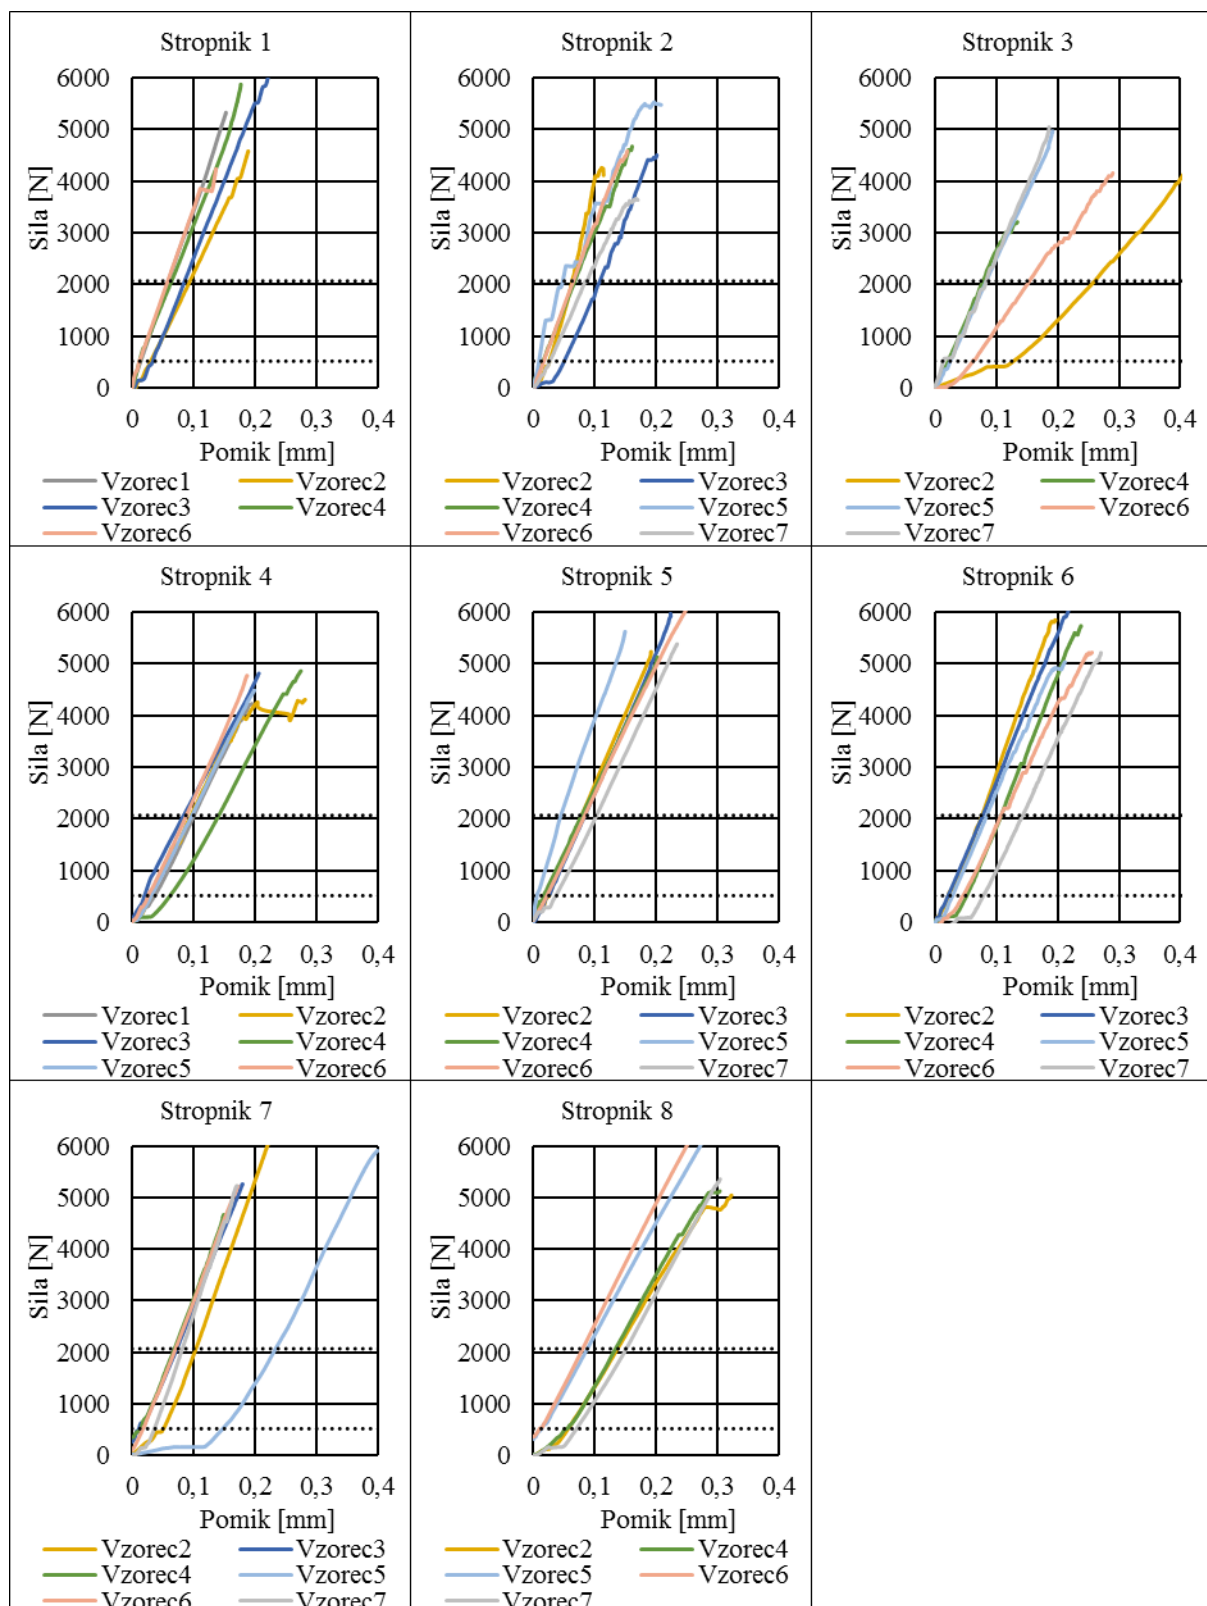 Stropnik 1
Sila [N]
6000
5000
4000
3000
2000
1000
0
0 0,1 0,2 0,3 0,4
Pomik [mm]
Vzorec1 Vzorec2
Vzorec3 Vzorec4
Vzorec6
Stropnik 2
Sila [N]
6000
5000
4000
3000
2000
1000
0
0 0,1 0,2 0,3 0,4
Pomik [mm]
Vzorec2 Vzorec3
Vzorec4 Vzorec5
Vzorec6 Vzorec7
Stropnik 3
Sila [N]
6000
5000
4000
3000
2000
1000
0
0 0,1 0,2 0,3 0,4
Pomik [mm]
Vzorec2 Vzorec4
Vzorec5 Vzorec6
Vzorec7
Stropnik 4
Sila [N]
6000
5000
4000
3000
2000
1000
0
0 0,1 0,2 0,3 0,4
Pomik [mm]
Vzorec1 Vzorec2
Vzorec3 Vzorec4
Vzorec5 Vzorec6
Stropnik 5
Sila [N]
6000
5000
4000
3000
2000
1000
0
0 0,1 0,2 0,3 0,4
Pomik [mm]
Vzorec2 Vzorec3
Vzorec4 Vzorec5
Vzorec6 Vzorec7
Stropnik 6
Sila [N]
6000
5000
4000
3000
2000
1000
0
0 0,1 0,2 0,3 0,4
Pomik [mm]
Vzorec2 Vzorec3
Vzorec4 Vzorec5
Vzorec6 Vzorec7
Stropnik 7
Sila [N]
6000
5000
4000
3000
2000
1000
0
0 0,1 0,2 0,3 0,4
Pomik [mm]
Vzorec2 Vzorec3
Vzorec4 Vzorec5
Vzorec6 Vzorec7
Stropnik 8
Sila [N]
6000
5000
4000
3000
2000
1000
0
0 0,1 0,2 0,3 0,4
Pomik [mm]
Vzorec2 Vzorec4
Vzorec5 Vzorec6
Vzorec7